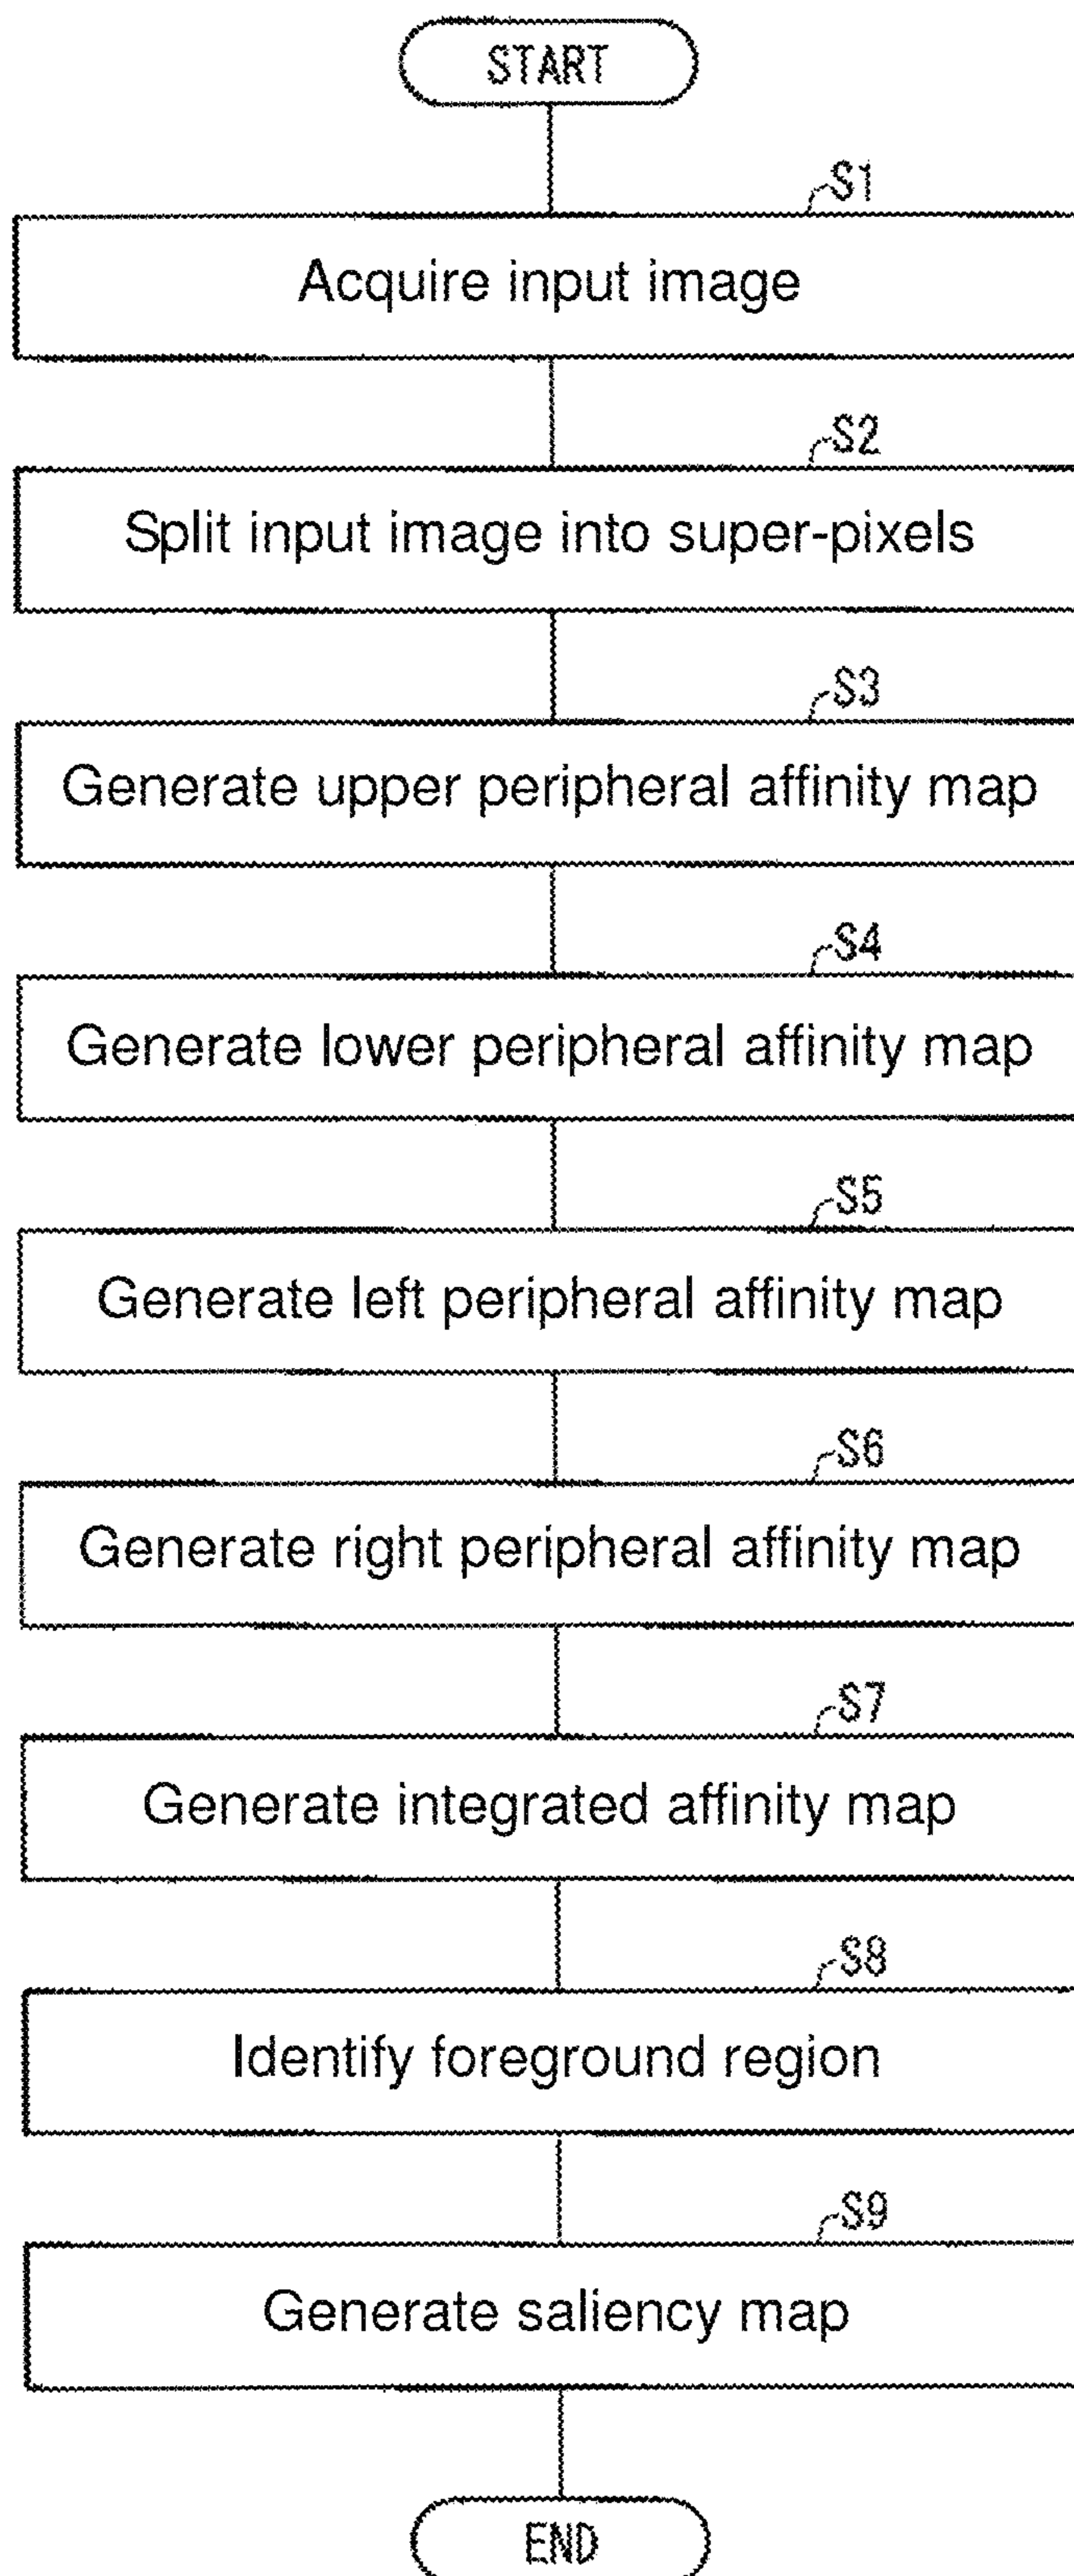 START
S1
Acquire input image
S2
Split input image into super-pixels
S3
Generate upper peripheral affinity map
S4
Generate lower peripheral affinity map
S5
Generate left peripheral affinity map
S6
Generate right peripheral affinity map
S7
Generate integrated affinity map
S8
Identify foreground region
S9
Generate saliency map
END